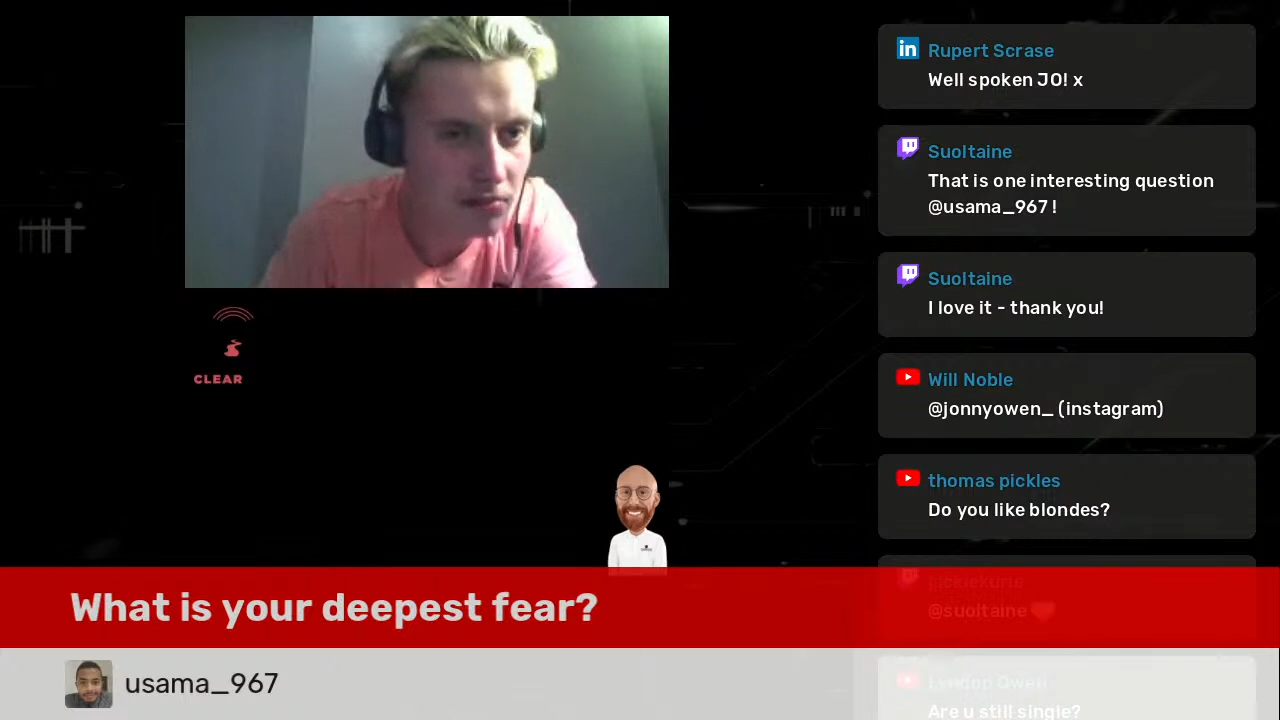 Rupert Scrase
Well spoken JO! x
Suoltaine
That is one interesting question
@usama_967 !
Suoltaine
I love it - thank you!
Will Noble
@jonnyowen_ (instagram)
thomas pickles
Do you like blondes?
@suoltaine
Lyndon Owen
Are u still single?
CLEAR
What is your deepest fear?
usama_967